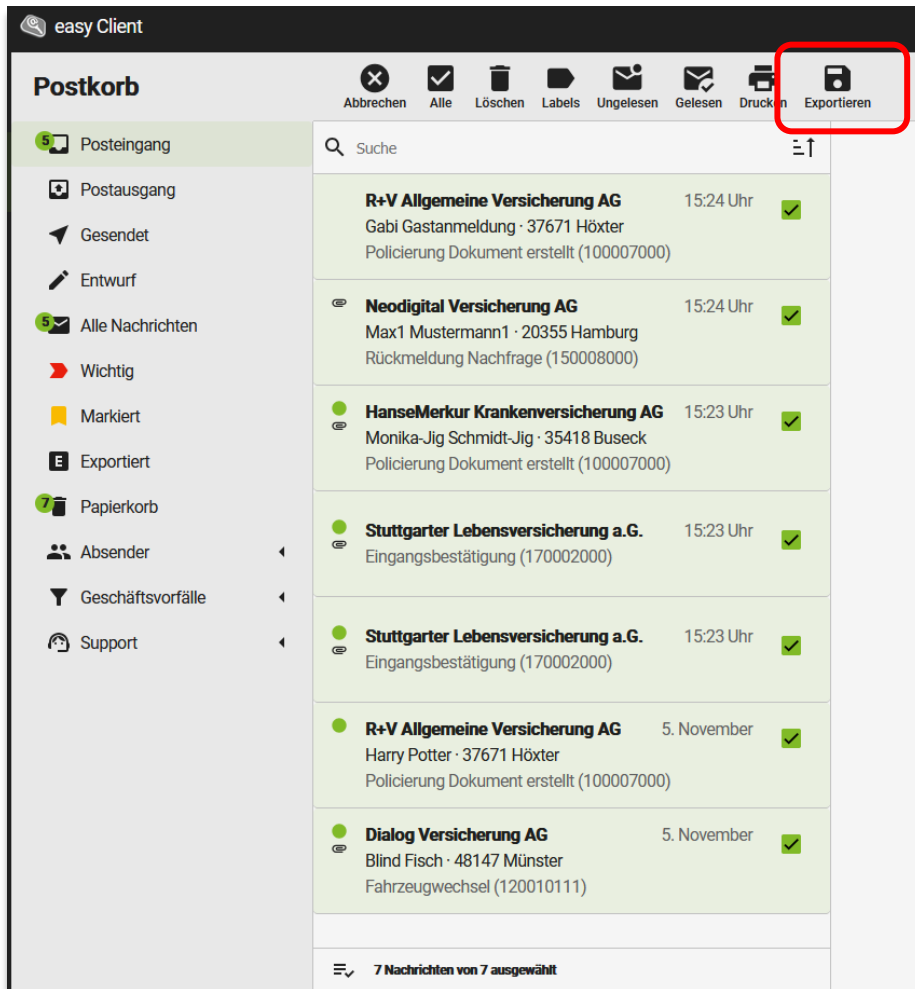 easy Client
Postkorb
Abbrechen
Alle
Löschen
Labels
Ungelesen
Gelesen
Drucken
Exportieren
5
Posteingang
Postausgang
Gesendet
Entwurf
5
Alle Nachrichten
Wichtig
Markiert
E
Exportiert
7
Papierkorb
Absender
Geschäftsvorfälle
Support
Suche
R+V Allgemeine Versicherung AG 15:24 Uhr
Gabi Gastanmeldung · 37671 Höxter
Policierung Dokument erstellt (100007000)
Neodigital Versicherung AG 15:24 Uhr
Max1 Mustermann1 · 20355 Hamburg
Rückmeldung Nachfrage (150008000)
HanseMerkur Krankenversicherung AG 15:23 Uhr
Monika-Jig Schmidt-Jig · 35418 Buseck
Policierung Dokument erstellt (100007000)
Stuttgarter Lebensversicherung a.G. 15:23 Uhr
Eingangsbestätigung (170002000)
Stuttgarter Lebensversicherung a.G. 15:23 Uhr
Eingangsbestätigung (170002000)
R+V Allgemeine Versicherung AG 5. November
Harry Potter · 37671 Höxter
Policierung Dokument erstellt (100007000)
Dialog Versicherung AG 5. November
Blind Fisch · 48147 Münster
Fahrzeugwechsel (120010111)
7 Nachrichten von 7 ausgewählt